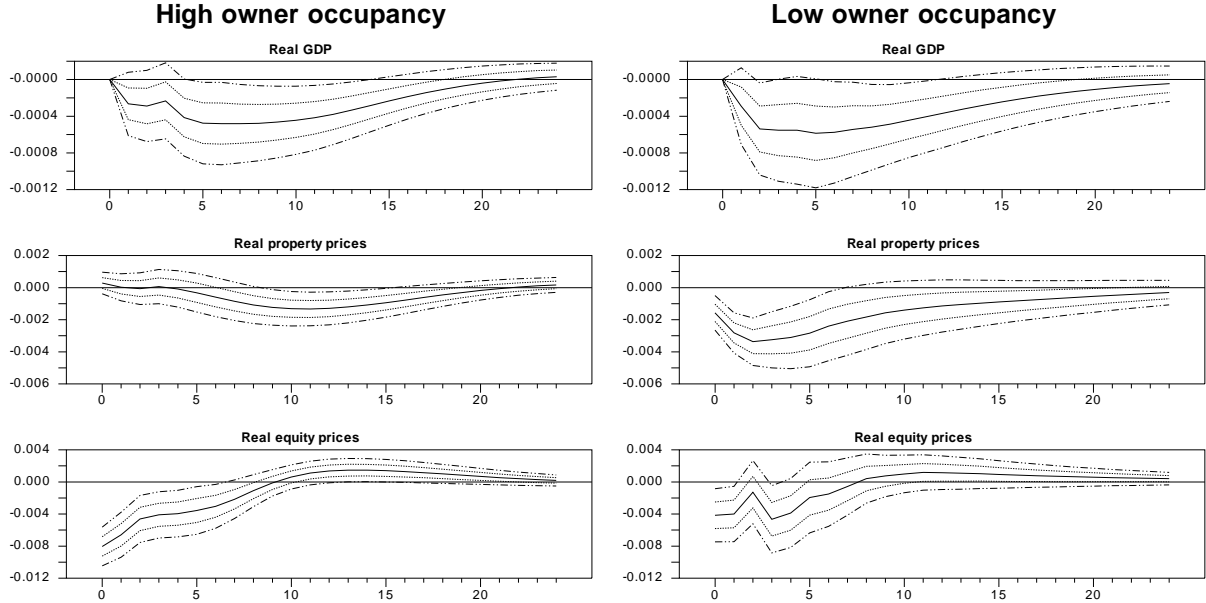 High owner occupancy
Low owner occupancy
Real GDP
-0.0000
-0.0004
-0.0008
-0.0012
0 5 10 15 20
Real GDP
-0.0000
-0.0004
-0.0008
-0.0012
0 5 10 15 20
Real property prices
0.002
0.000
-0.002
-0.004
-0.006
0 5 10 15 20
Real property prices
0.002
0.000
-0.002
-0.004
-0.006
0 5 10 15 20
Real equity prices
0.004
0.000
-0.004
-0.008
-0.012
0 5 10 15 20
Real equity prices
0.004
0.000
-0.004
-0.008
-0.012
0 5 10 15 20